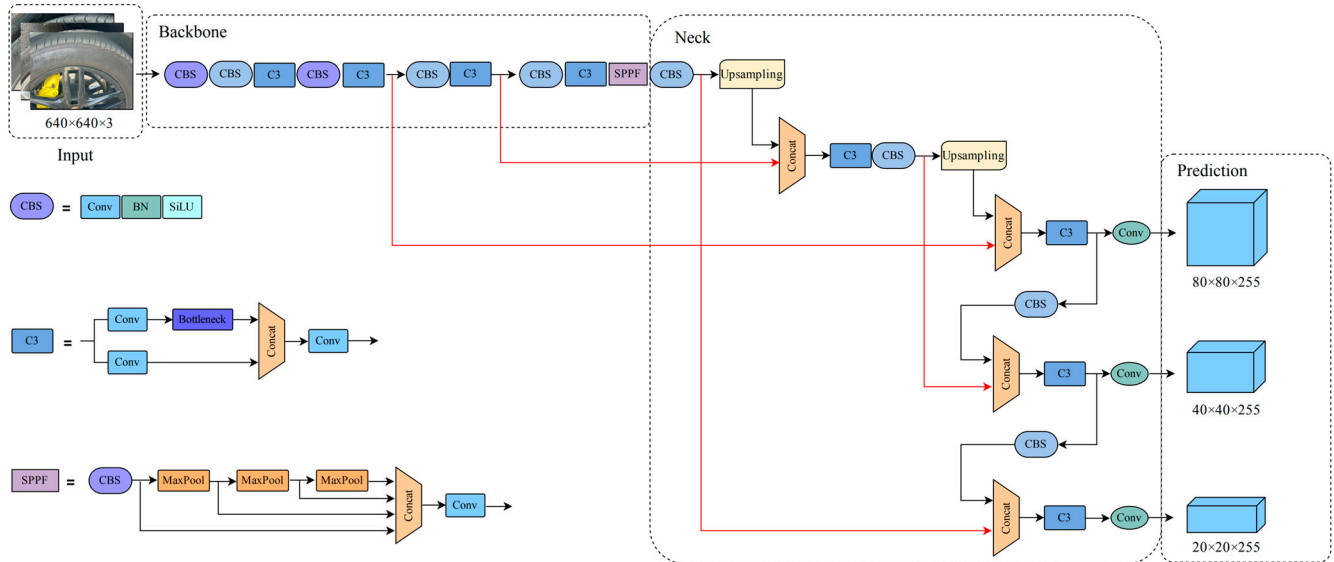 Backbone
Neck
CBS CBS C3 CBS C3 CBS C3 CBS C3 SPPF CBS Upsampling
640×640×3
Input
Concat C3 CBS Upsampling
Prediction
CBS = Conv BN SiLU
Concat C3 Conv
80×80×255
CBS
C3 = Conv Bottleneck Concat Conv
Conv
Concat C3 Conv
40×40×255
CBS
SPPF = CBS MaxPool MaxPool MaxPool Concat Conv
Concat C3 Conv
20×20×255